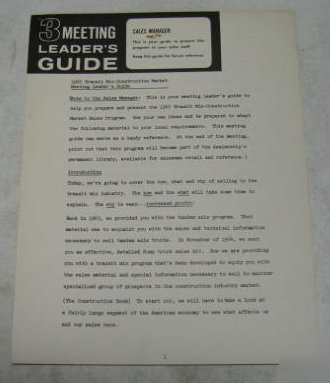 3 MEETING
LEADER'S
GUIDE
SALES MANAGER:
This is your guide to present this
program to your sales staff.
Keep this guide for future reference.
1965 Transit Mix-Construction Market
Meeting Leader's Guide
(Note to the Sales Manager: This is your meeting leader's guide to
help you prepare and present the 1965 Transit Mix-Construction
Market Sales Program. Use your own ideas and be prepared to adapt
the following material to your local requirements. This meeting
guide can serve as a handy reference. At the end of the meeting,
point out that this program will become part of the dealership's
permanent library, available for salesmen recall and reference.)
Introduction
Today, we're going to cover the how, what and why of selling to the
transit mix industry. The how and the what will take some time to
explain. The why is easy...increased profit!
Back in 1963, we provided you with the tandem axle program. That
material was to acquaint you with the sales and technical information
necessary to sell tandem axle trucks. In November of 1964, we sent
you an effective, detailed dump truck sales kit. Now we are providing
you with a transit mix program that's been developed to equip you with
the sales material and special information necessary to sell to another
specialized group of prospects in the construction industry market.
(The Construction Boom) To start out, we will have to take a look at
a fairly large segment of the American economy to see what affects us
and our sales here.
1